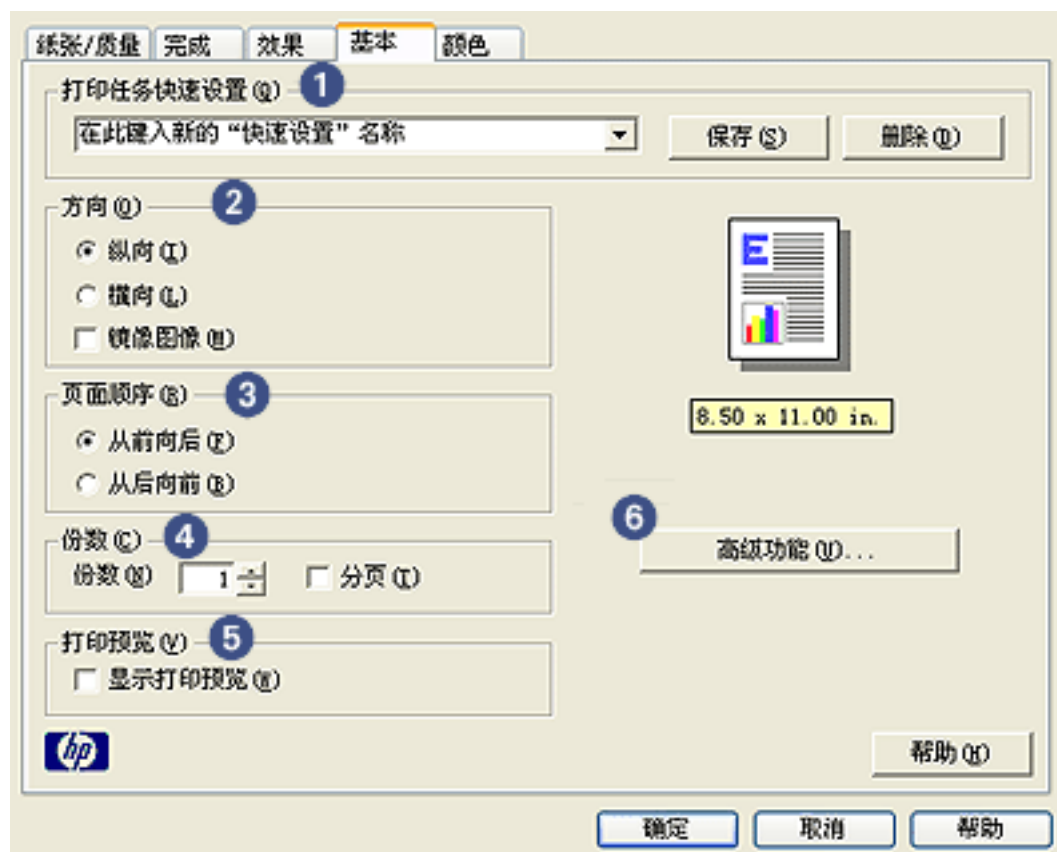 纸张/质量 完成 效果 基本 颜色
打印任务快速设置(Q) 1
在此键入新的“快速设置”名称 保存(S) 删除(D)
方向(O) 2
纵向(T)
横向(L)
镜像图像(M)
E
8.50 x 11.00 in.
页面顺序(R) 3
从前向后(F)
从后向前(B)
份数(C) 4
份数(N) 1 分页(I)
6
高级功能(U)...
打印预览(V) 5
显示打印预览(W)
hp
帮助(H)
确定 取消 帮助